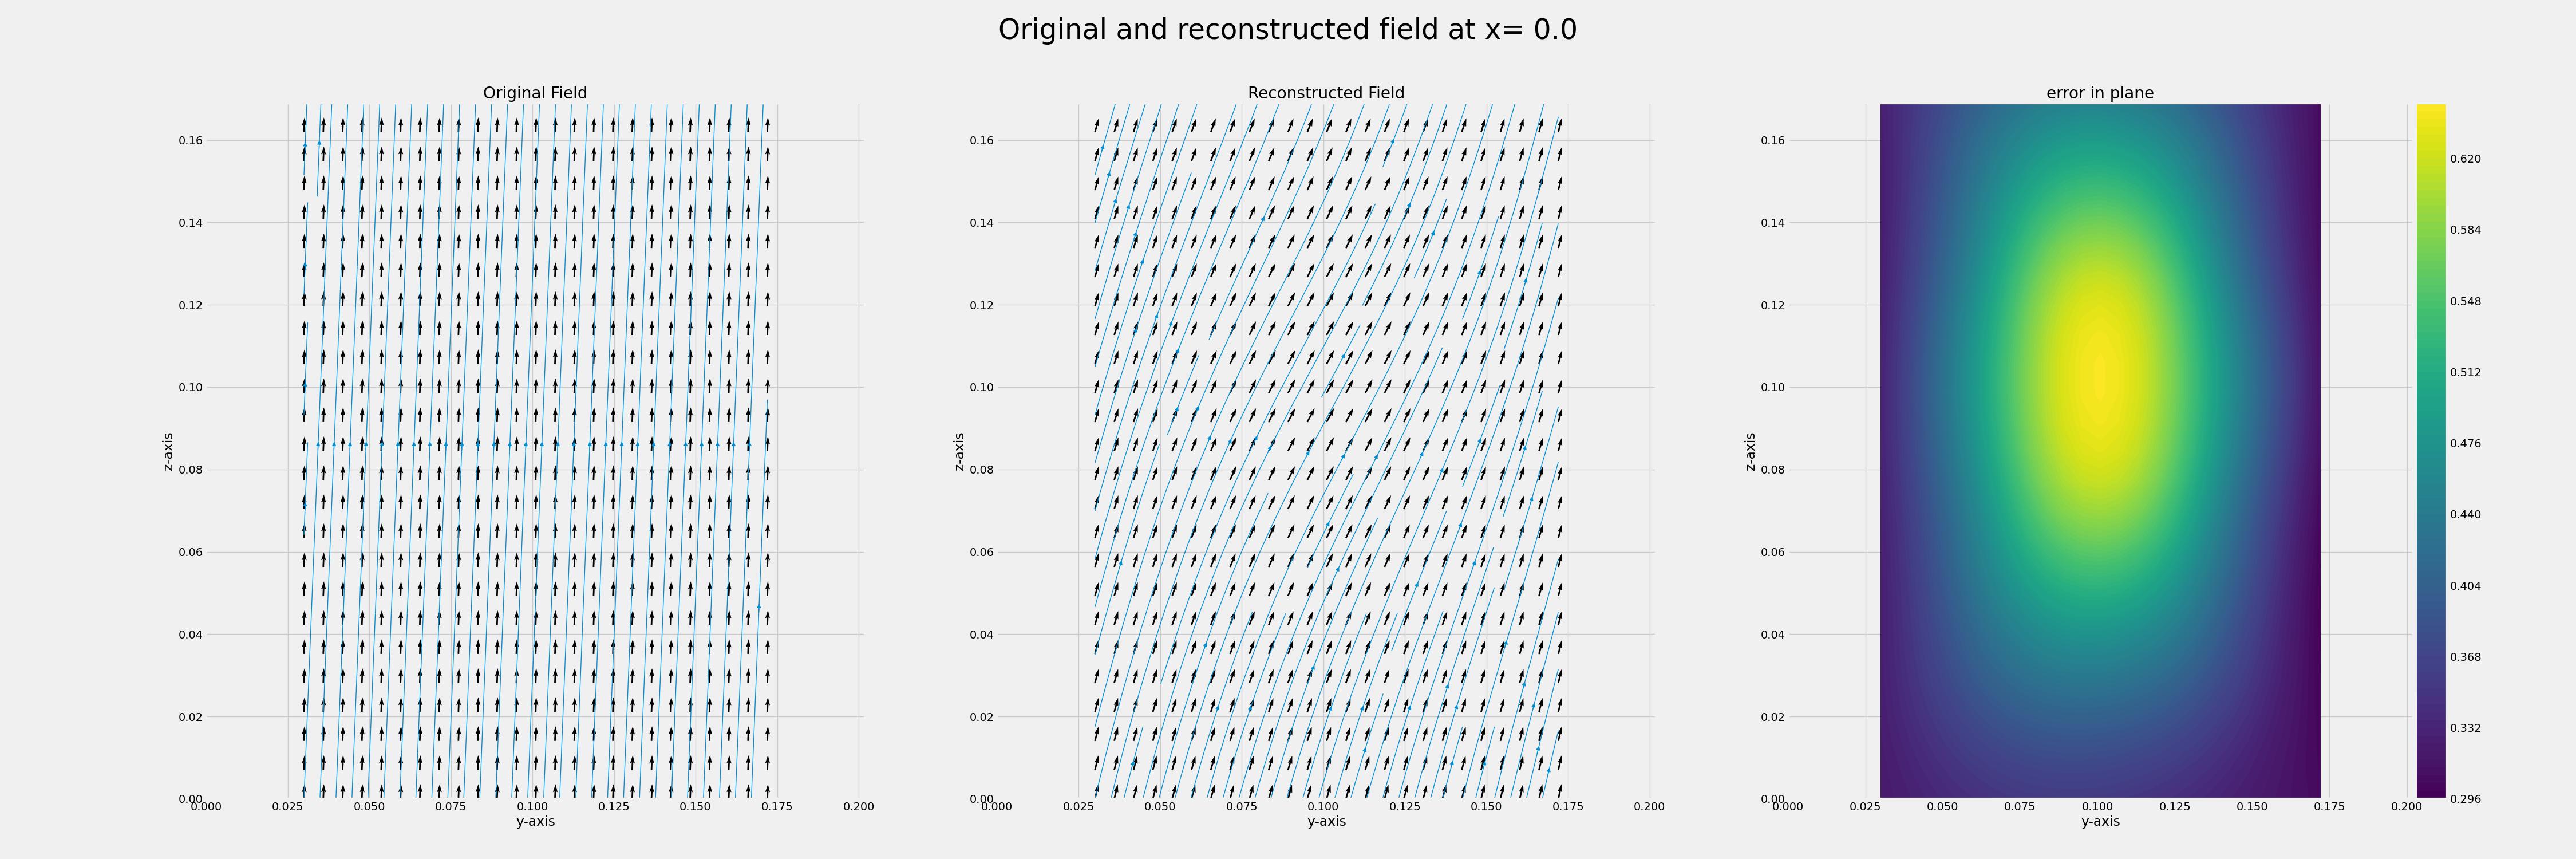 Original and reconstructed field at x= 0.0
Original Field
0.16
0.14
0.12
0.10
0.08
0.06
0.04
0.02
0.00
z-axis
0.000 0.025 0.050 0.075 0.100 0.125 0.150 0.175 0.200
y-axis
Reconstructed Field
0.16
0.14
0.12
0.10
0.08
0.06
0.04
0.02
0.00
z-axis
0.000 0.025 0.050 0.075 0.100 0.125 0.150 0.175 0.200
y-axis
error in plane
0.16
0.14
0.12
0.10
0.08
0.06
0.04
0.02
0.00
z-axis
0.000 0.025 0.050 0.075 0.100 0.125 0.150 0.175 0.200
y-axis
0.620
0.584
0.548
0.512
0.476
0.440
0.404
0.368
0.332
0.296